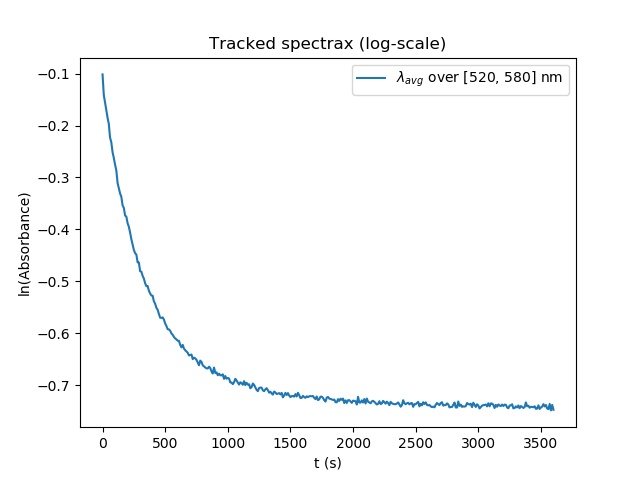 Tracked spectrax (log-scale)
λavg over [520, 580] nm
ln(Absorbance)
−0.1
−0.2
−0.3
−0.4
−0.5
−0.6
−0.7
0 500 1000 1500 2000 2500 3000 3500
t (s)